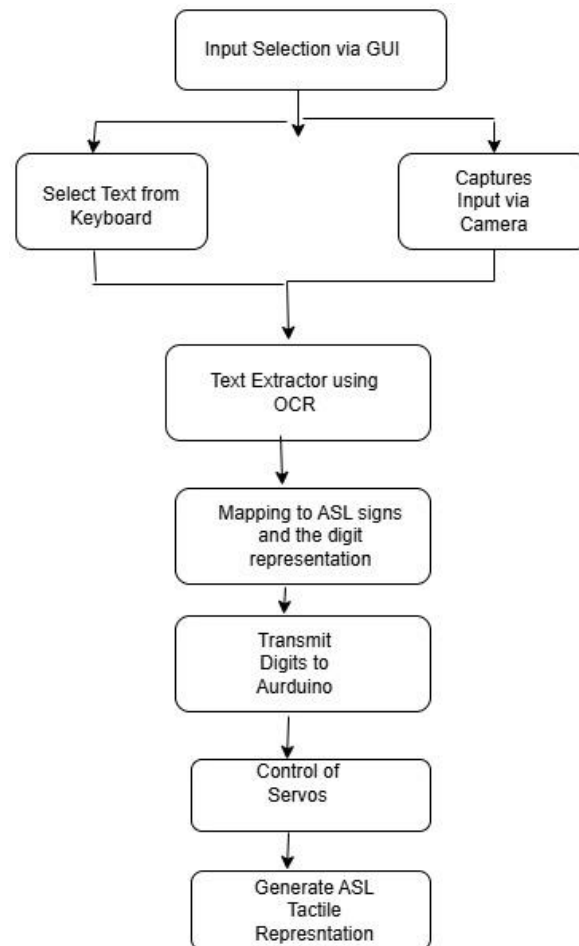 Input Selection via GUI
Select Text from
Keyboard
Captures
Input via
Camera
Text Extractor using
OCR
Mapping to ASL signs
and the digit
representation
Transmit
Digits to
Aurduino
Control of
Servos
Generate ASL
Tactile
Represntation